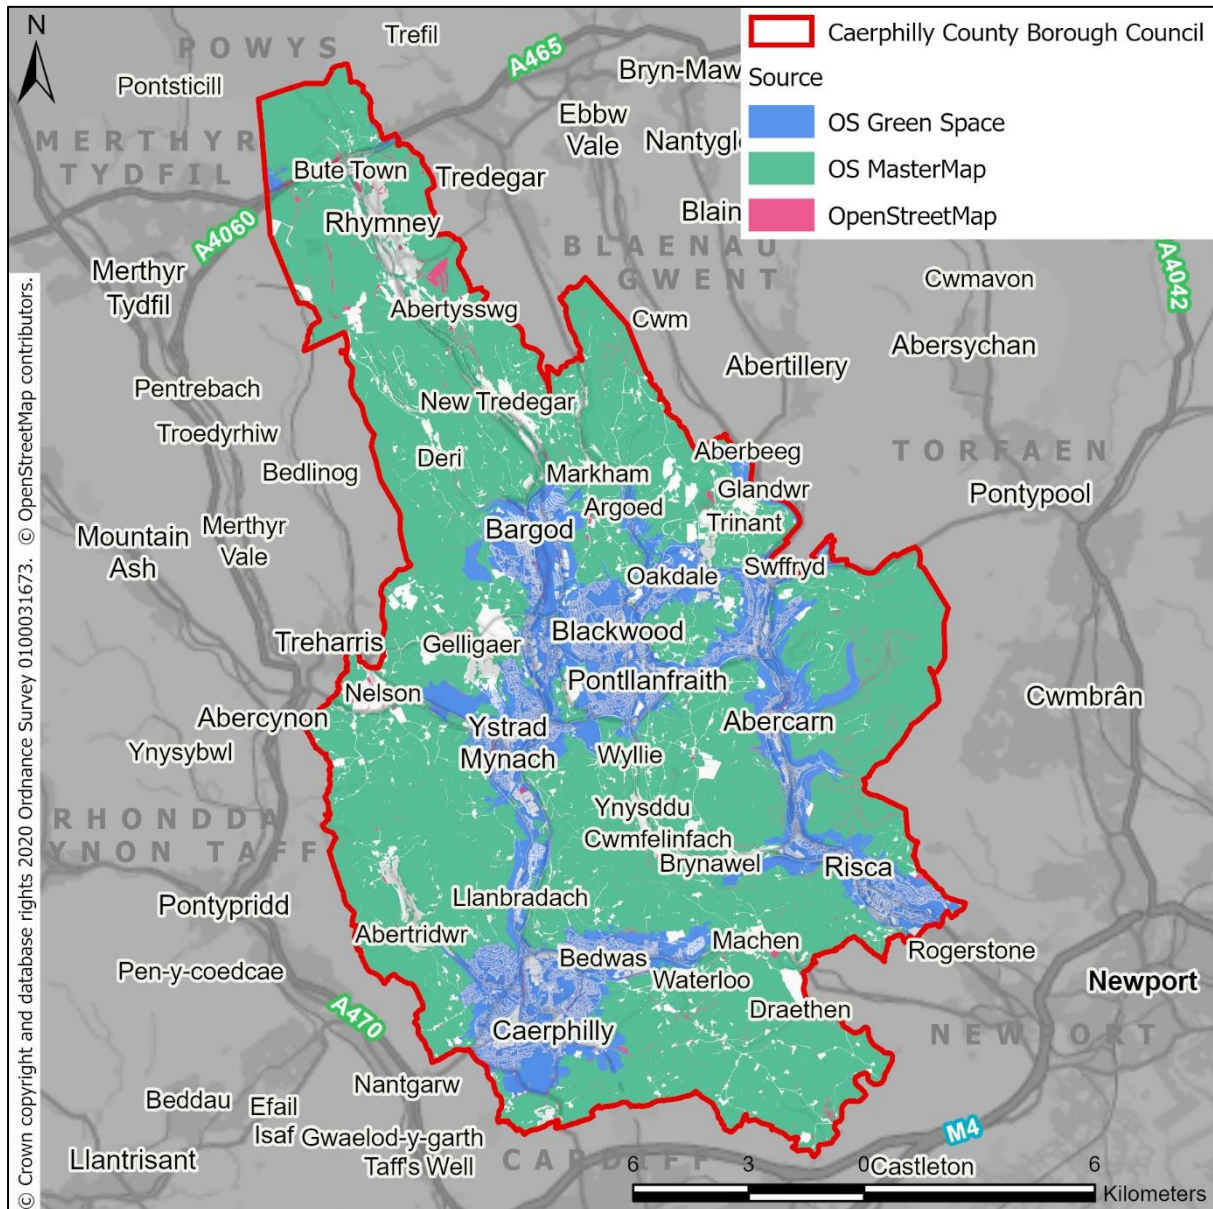 N
POWYS
Trefil
A465
Bryn-Maw
Caerphilly County Borough Council
Source
OS Green Space
OS MasterMap
OpenStreetMap
Pontsticill
Ebbw
Vale
Nantyglo
MERTHYR
TYDFIL
Bute Town
Tredegar
Blain
A4060
Rhymney
BLAENAU
GWENT
A4042
Merthyr
Tydfil
Cwmavon
Abertysswg
Cwm
Abersychan
Abertillery
Pentrebach
New Tredegar
Troedyrhiw
Deri
Bedlinog
Markham
Aberbeeg
TORFAEN
Argoed
Glandwr
Pontypool
Bargod
Trinant
Mountain
Ash
Merthyr
Vale
Oakdale
Swffryd
Treharris
Gelligaer
Blackwood
Nelson
Pontllanfraith
Cwmbrân
Abercynon
Ystrad
Mynach
Abercarn
Ynysybwl
Wyllie
Ynysddu
RHONDDA
YNON TAFF
Cwmfelinfach
Brynawel
Risca
Pontypridd
Llanbradach
Abertridwr
Machen
Rogerstone
Bedwas
Pen-y-coedcae
Waterloo
Newport
A470
Draethen
Caerphilly
NEWPORT
Nantgarw
Beddau
Efail
Isaf
Gwaelod-y-garth
Taff's Well
Llantrisant
CARDIFF
M4
Castleton
6 3 0 6
Kilometers
© Crown copyright and database rights 2020 Ordnance Survey 0100031673. © OpenStreetMap contributors.